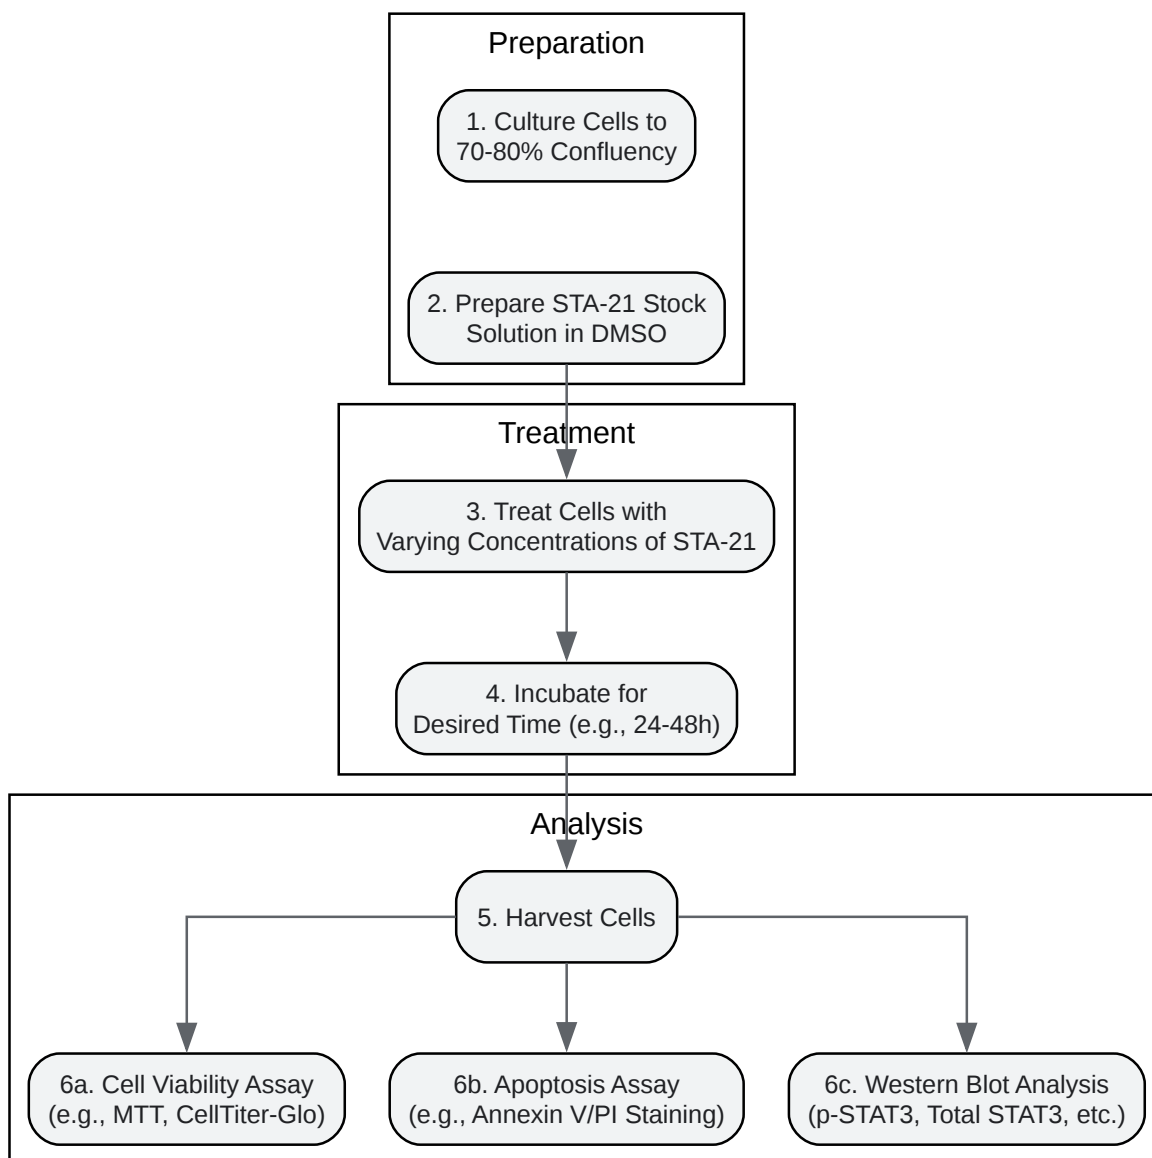 Preparation
1. Culture Cells to
70-80% Confluency
2. Prepare STA-21 Stock
Solution in DMSO
Treatment
3. Treat Cells with
Varying Concentrations of STA-21
4. Incubate for
Desired Time (e.g., 24-48h)
Analysis
5. Harvest Cells
6a. Cell Viability Assay
(e.g., MTT, CellTiter-Glo)
6b. Apoptosis Assay
(e.g., Annexin V/PI Staining)
6c. Western Blot Analysis
(p-STAT3, Total STAT3, etc.)